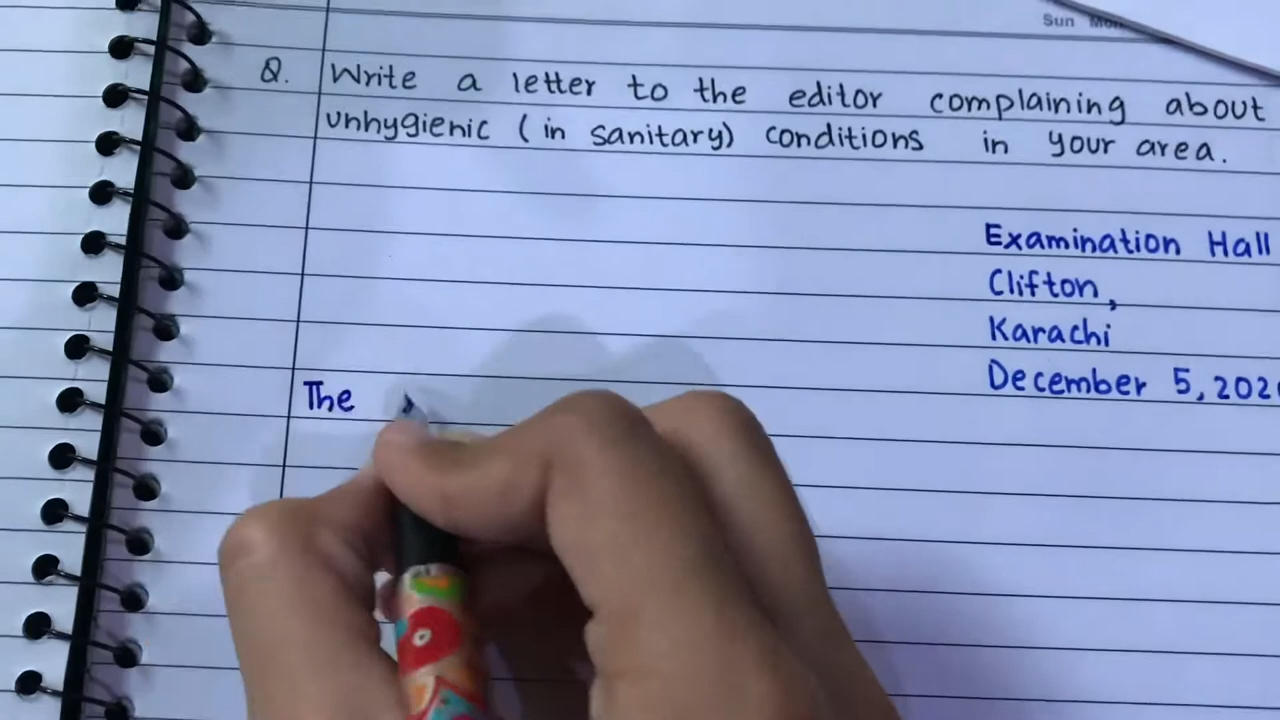 Sun Mon
Q. Write a letter to the editor complaining about
unhygienic (in sanitary) conditions in your area.
Examination Hall
Clifton,
Karachi
December 5, 202
The